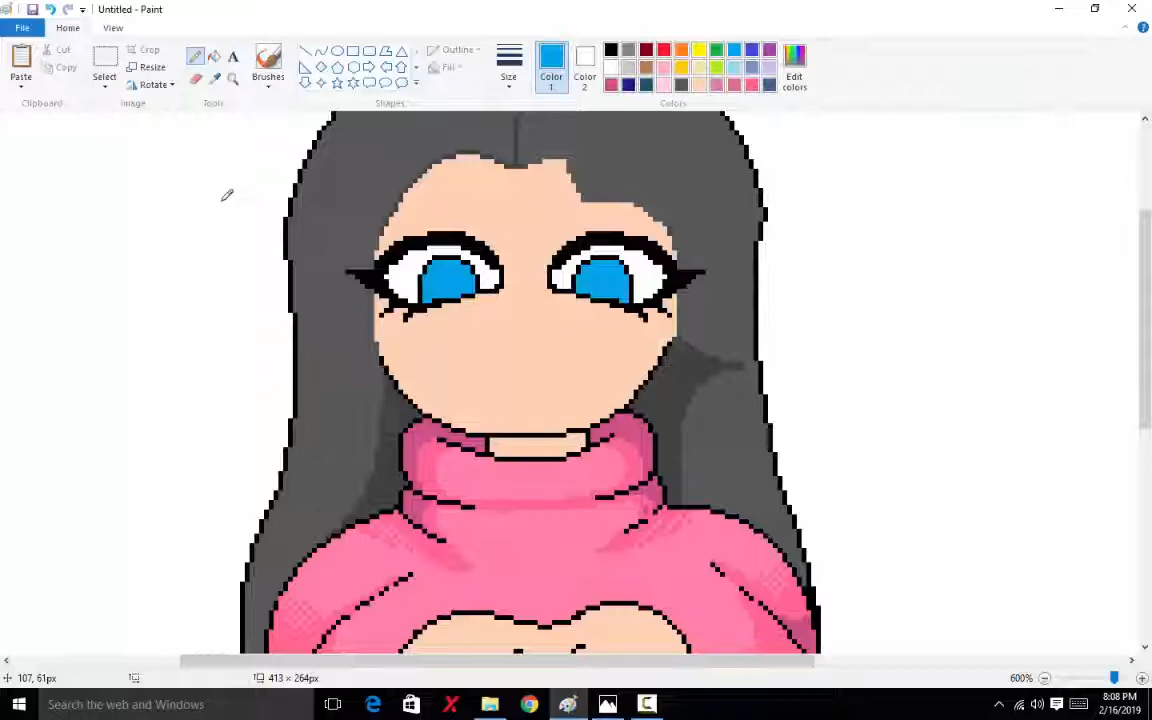 Untitled - Paint
File Home View
Paste
Cut
Copy
Clipboard
Select
Crop
Resize
Rotate
Image
A
Tools
Brushes
Shapes
Outline
Fill
Size
Color 1
Color 2
Colors
Edit colors
107, 61px
413 × 264px
600%
Search the web and Windows
8:08 PM
2/16/2019